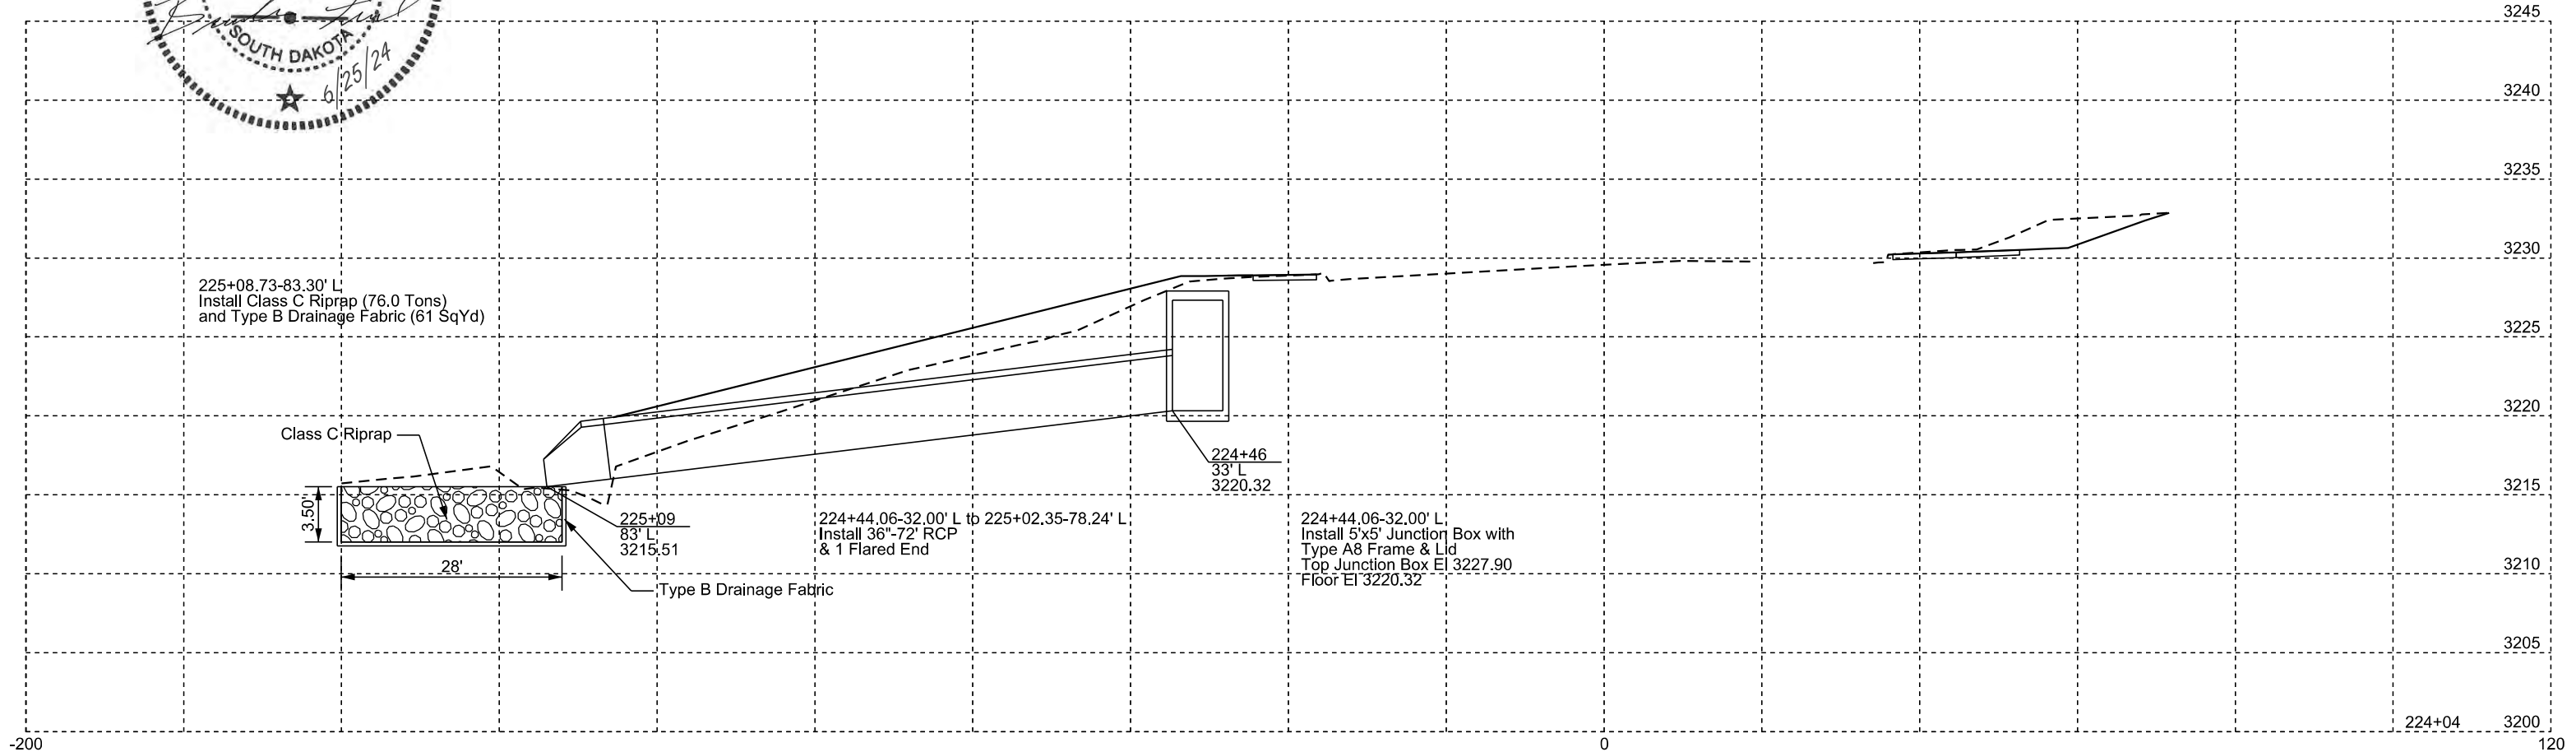 SOUTH DAKOTA
6/25/24
3245
3240
3235
3230
3225
3220
3215
3210
3205
3200
225+08.73-83.30' L
Install Class C Riprap (76.0 Tons)
and Type B Drainage Fabric (61 SqYd)
Class C Riprap
3.50'
28'
225+09
83' L
3215.51
Type B Drainage Fabric
224+44.06-32.00' L to 225+02.35-78.24' L
Install 36"-72' RCP
& 1 Flared End
224+46
33' L
3220.32
224+44.06-32.00' L
Install 5'x5' Junction Box with
Type A8 Frame & Lid
Top Junction Box El 3227.90
Floor El 3220.32
224+04
-200
0
120